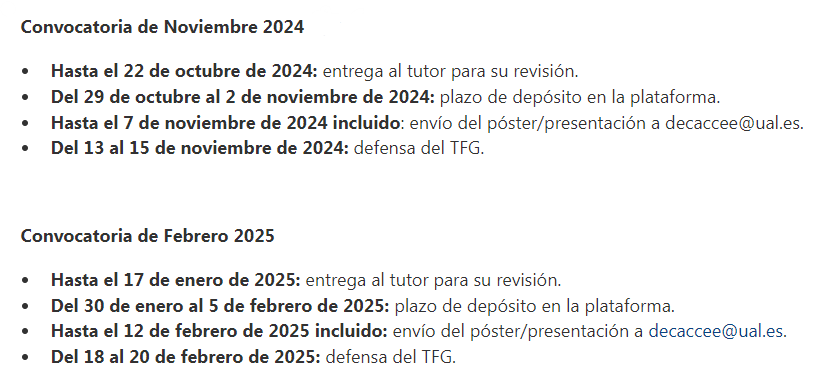 Convocatoria de Noviembre 2024
• Hasta el 22 de octubre de 2024: entrega al tutor para su revisión.
• Del 29 de octubre al 2 de noviembre de 2024: plazo de depósito en la plataforma.
• Hasta el 7 de noviembre de 2024 incluido: envío del póster/presentación a decaccee@ual.es.
• Del 13 al 15 de noviembre de 2024: defensa del TFG.
Convocatoria de Febrero 2025
• Hasta el 17 de enero de 2025: entrega al tutor para su revisión.
• Del 30 de enero al 5 de febrero de 2025: plazo de depósito en la plataforma.
• Hasta el 12 de febrero de 2025 incluido: envío del póster/presentación a decaccee@ual.es.
• Del 18 al 20 de febrero de 2025: defensa del TFG.